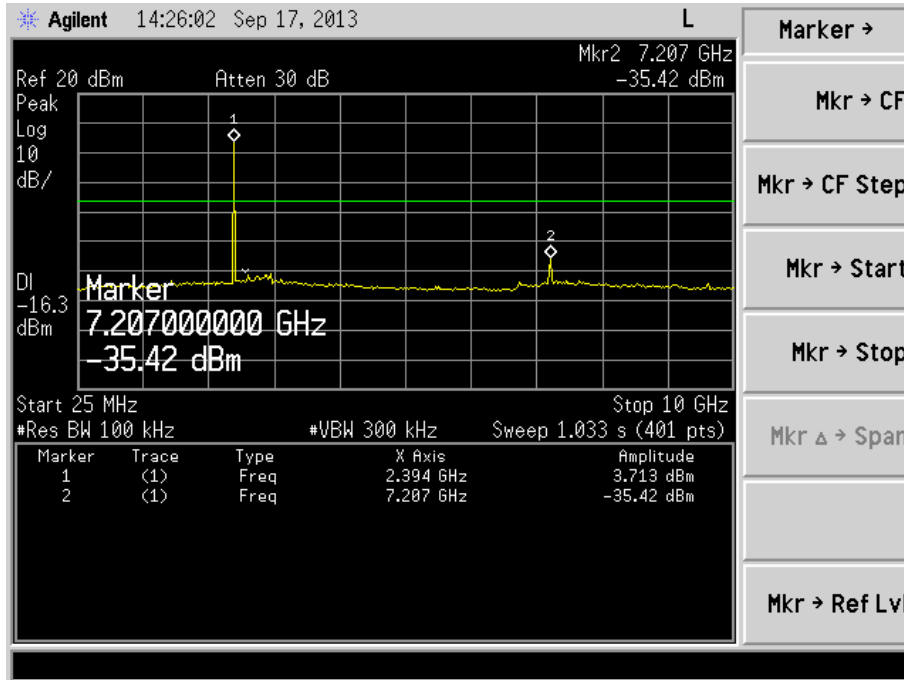 Agilent 14:26:02 Sep 17, 2013 L
Mkr2 7.207 GHz
Ref 20 dBm Atten 30 dB -35.42 dBm
Peak
Log
10
dB/
1
2
DI
-16.3
dBm
Marker
7.207000000 GHz
-35.42 dBm
Start 25 MHz Stop 10 GHz
#Res BW 100 kHz #VBW 300 kHz Sweep 1.033 s (401 pts)
Marker Trace Type X Axis Amplitude
1 (1) Freq 2.394 GHz 3.713 dBm
2 (1) Freq 7.207 GHz -35.42 dBm
Marker →
Mkr → CF
Mkr → CF Step
Mkr → Start
Mkr → Stop
Mkr Δ → Span
Mkr → Ref Lvl